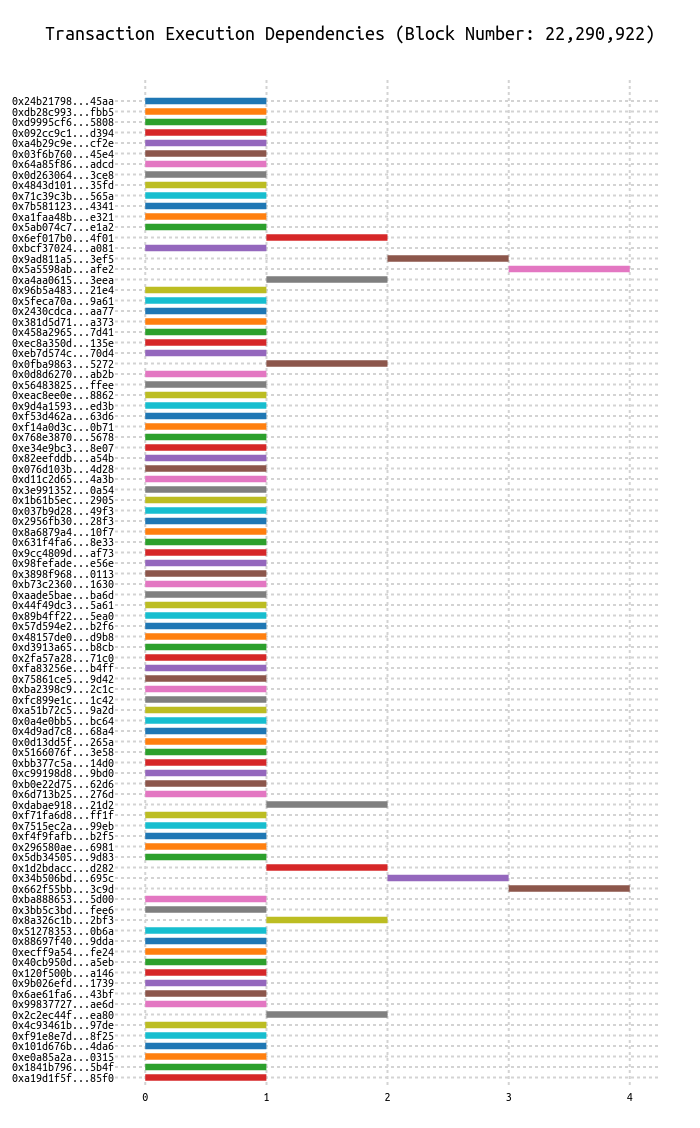 Transaction Execution Dependencies (Block Number: 22,290,922)
0x24b21798...45aa
0xdb28c993...fbb5
0xd9995cf6...5808
0x092cc9c1...d394
0xa4b29c9e...cf2e
0x03f6b760...45e4
0x64a85f86...adcd
0x0d263064...3ce8
0x4843d101...35fd
0x71c39c3b...565a
0x7b581123...4341
0xa1faa48b...e321
0x5ab074c7...e1a2
0x6ef017b0...4f01
0xbcf37024...a081
0x9ad811a5...3ef5
0x5a5598ab...afe2
0xa4aa0615...3eea
0x96b5a483...21e4
0x5feca70a...9a61
0x2430cdca...aa77
0x381d5d71...a373
0x458a2965...7d41
0xec8a350d...135e
0xeb7d574c...70d4
0x0fba9863...5272
0x0d8d6270...ab2b
0x56483825...ffee
0xeac8ee0e...8862
0x9d4a1593...ed3b
0xf53d462a...63d6
0xf14a0d3c...0b71
0x768e3870...5678
0xe34e9bc3...8e07
0x82eefddb...a54b
0x076d103b...4d28
0xd11c2d65...4a3b
0x3e991352...0a54
0x1b61b5ec...2905
0x037b9d28...49f3
0x2956fb30...28f3
0x8a6879a4...10f7
0x631f4fa6...8e33
0x9cc4809d...af73
0x98fefade...e56e
0x3898f968...0113
0xb73c2360...1630
0xaade5bae...ba6d
0x44f49dc3...5a61
0x89b4ff22...5ea0
0x57d594e2...b2f6
0x48157de0...d9b8
0xd3913a65...b8cb
0x2fa57a28...71c0
0xfa83256e...b4ff
0x75861ce5...9d42
0xba2398c9...2c1c
0xfc899e1c...1c42
0xa51b72c5...9a2d
0x0a4e0bb5...bc64
0x4d9ad7c8...68a4
0x0d13dd5f...265a
0x5166076f...3e58
0xbb377c5a...14d0
0xc99198d8...9bd0
0xb0e22d75...62d6
0x6d713b25...276d
0xdabae918...21d2
0xf71fa6d8...ff1f
0x7515ec2a...99eb
0xf4f9fafb...b2f5
0x296580ae...6981
0x5db34505...9d83
0x1d2bdacc...d282
0x34b506bd...695c
0x662f55bb...3c9d
0xba888653...5d00
0x3bb5c3bd...fee6
0x8a326c1b...2bf3
0x51278353...0b6a
0x88697f40...9dda
0xecff9a54...fe24
0x40cb950d...a5eb
0x120f500b...a146
0x9b026efd...1739
0x6ae61fa6...43bf
0x99837727...ae6d
0x2c2ec44f...ea80
0x4c93461b...97de
0xf91e8e7d...8f25
0x101d676b...4da6
0xe0a85a2a...0315
0x1841b796...5b4f
0xa19d1f5f...85f0
0 1 2 3 4